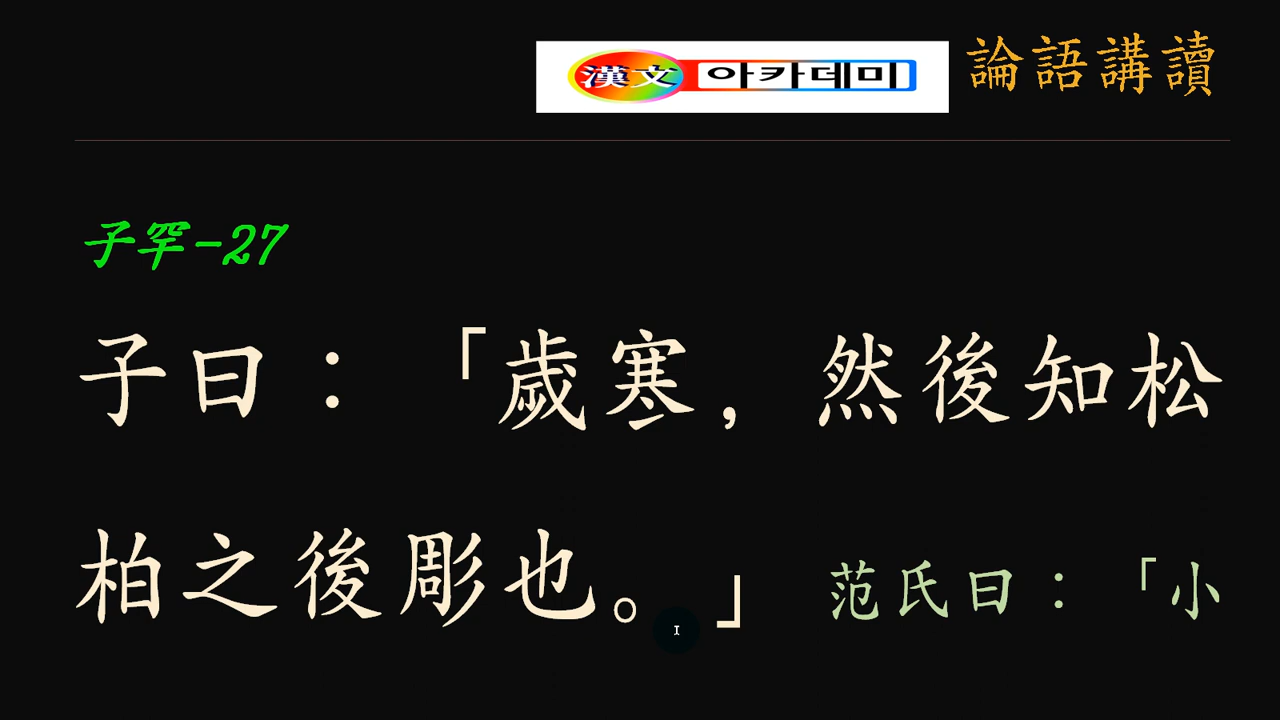 漢文 아카데미 論語講讀
子罕-27
子曰：「歲寒，然後知松
柏之後彫也。」 范氏曰：「小